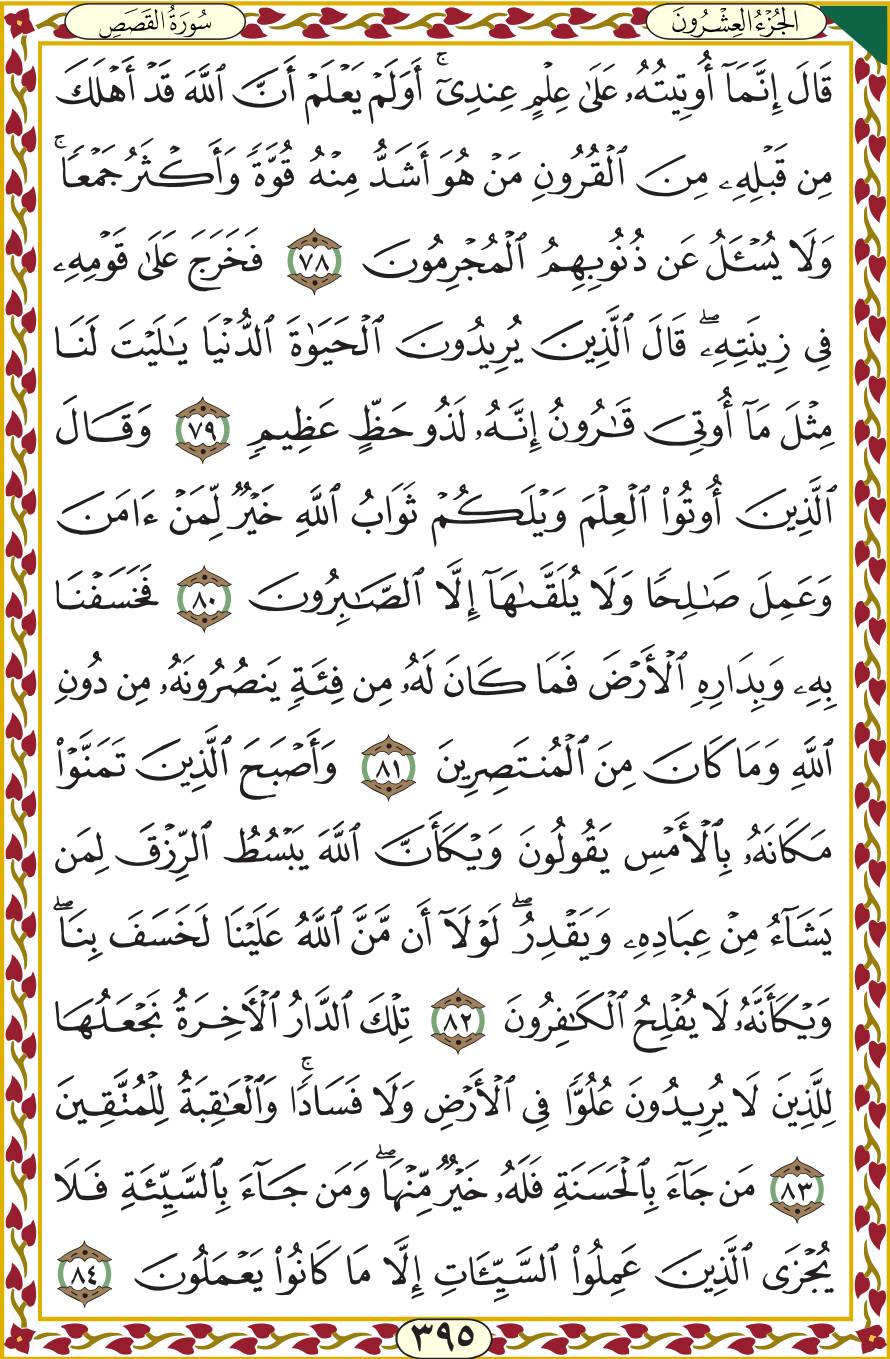 الجُزْءُ العِشْرُونَ
سُورَةُ القَصَصِ
قَالَ إِنَّمَآ أُوتِيتُهُۥ عَلَىٰ عِلْمٍ عِندِىٓ ۚ أَوَلَمْ يَعْلَمْ أَنَّ ٱللَّهَ قَدْ أَهْلَكَ
مِن قَبْلِهِۦ مِنَ ٱلْقُرُونِ مَنْ هُوَ أَشَدُّ مِنْهُ قُوَّةً وَأَكْثَرُ جَمْعًا ۚ
وَلَا يُسْـَٔلُ عَن ذُنُوبِهِمُ ٱلْمُجْرِمُونَ ٧٨ فَخَرَجَ عَلَىٰ قَوْمِهِۦ
فِى زِينَتِهِۦ ۖ قَالَ ٱلَّذِينَ يُرِيدُونَ ٱلْحَيَوٰةَ ٱلدُّنْيَا يَـٰلَيْتَ لَنَا
مِثْلَ مَآ أُوتِىَ قَـٰرُونُ إِنَّهُۥ لَذُو حَظٍّ عَظِيمٍ ٧٩ وَقَالَ
ٱلَّذِينَ أُوتُوا۟ ٱلْعِلْمَ وَيْلَكُمْ ثَوَابُ ٱللَّهِ خَيْرٌ لِّمَنْ ءَامَنَ
وَعَمِلَ صَـٰلِحًا وَلَا يُلَقَّىٰهَآ إِلَّا ٱلصَّـٰبِرُونَ ٨٠ فَخَسَفْنَا
بِهِۦ وَبِدَارِهِ ٱلْأَرْضَ فَمَا كَانَ لَهُۥ مِن فِئَةٍ يَنصُرُونَهُۥ مِن دُونِ
ٱللَّهِ وَمَا كَانَ مِنَ ٱلْمُنتَصِرِينَ ٨١ وَأَصْبَحَ ٱلَّذِينَ تَمَنَّوْا۟
مَكَانَهُۥ بِٱلْأَمْسِ يَقُولُونَ وَيْكَأَنَّ ٱللَّهَ يَبْسُطُ ٱلرِّزْقَ لِمَن
يَشَآءُ مِنْ عِبَادِهِۦ وَيَقْدِرُ ۖ لَوْلَآ أَن مَّنَّ ٱللَّهُ عَلَيْنَا لَخَسَفَ بِنَا ۖ
وَيْكَأَنَّهُۥ لَا يُفْلِحُ ٱلْكَـٰفِرُونَ ٨٢ تِلْكَ ٱلدَّارُ ٱلْـَٔاخِرَةُ نَجْعَلُهَا
لِلَّذِينَ لَا يُرِيدُونَ عُلُوًّا فِى ٱلْأَرْضِ وَلَا فَسَادًا ۚ وَٱلْعَـٰقِبَةُ لِلْمُتَّقِينَ
٨٣ مَن جَآءَ بِٱلْحَسَنَةِ فَلَهُۥ خَيْرٌ مِّنْهَا ۖ وَمَن جَآءَ بِٱلسَّيِّئَةِ فَلَا
يُجْزَى ٱلَّذِينَ عَمِلُوا۟ ٱلسَّيِّـَٔاتِ إِلَّا مَا كَانُوا۟ يَعْمَلُونَ ٨٤
٣٩٥